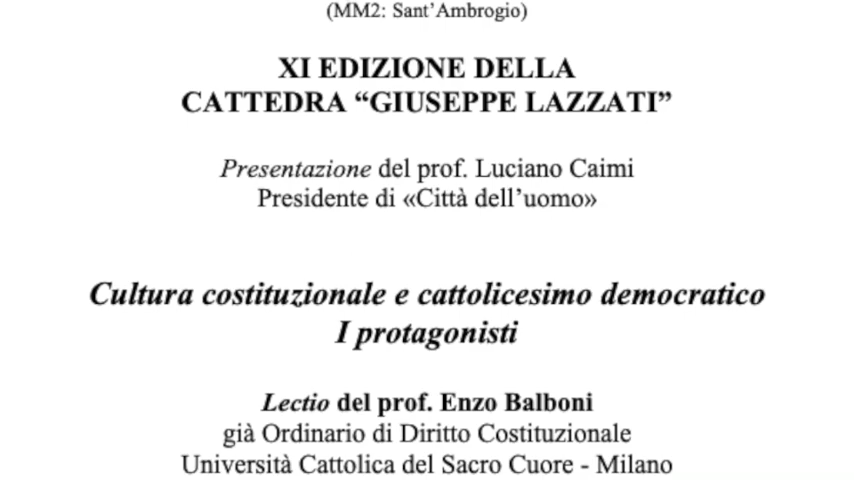 (MM2: Sant'Ambrogio)
XI EDIZIONE DELLA
CATTEDRA “GIUSEPPE LAZZATI”
Presentazione del prof. Luciano Caimi
Presidente di «Città dell’uomo»
Cultura costituzionale e cattolicesimo democratico
I protagonisti
Lectio del prof. Enzo Balboni
già Ordinario di Diritto Costituzionale
Università Cattolica del Sacro Cuore - Milano